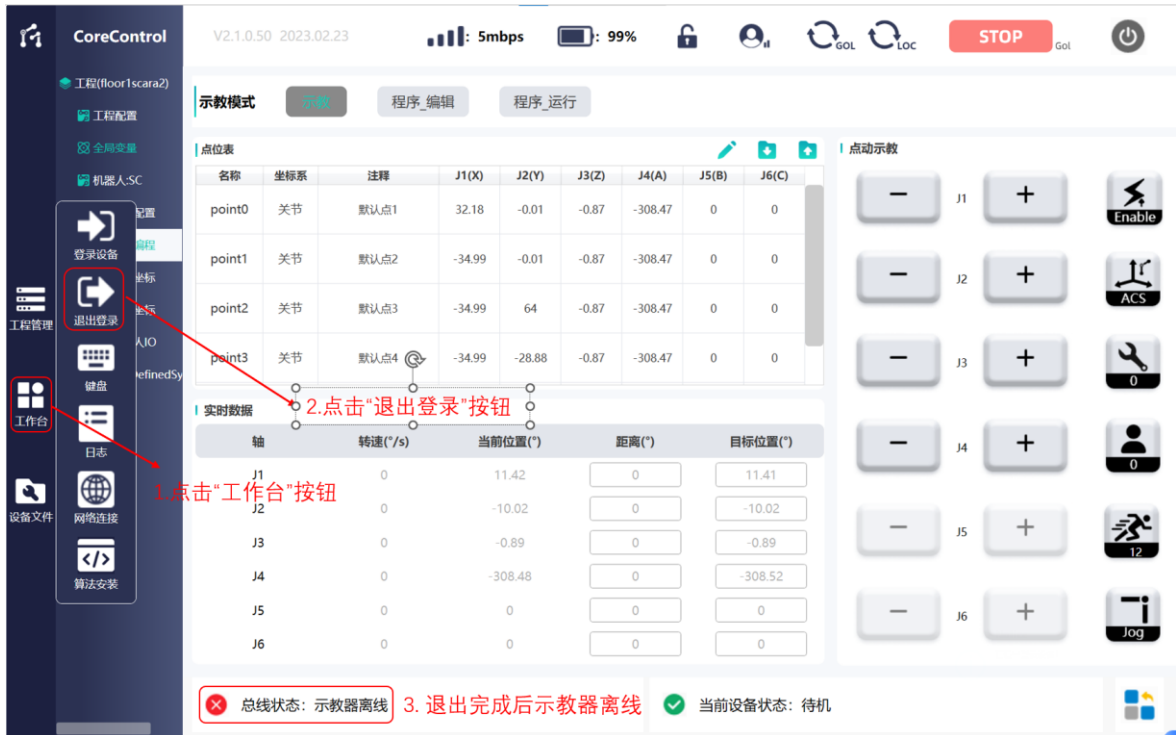 CoreControl
V2.1.0.50 2023.02.23
: 5mbps
: 99%
GOL
LOC
STOP
Gol
工程(floor1scara2)
工程配置
全局变量
机器人:SC
配置
编程
坐标
坐标
人IO
DefinedSy
登录设备
退出登录
键盘
日志
网络连接
算法安装
工程管理
工作台
设备文件
示教模式
示教
程序_编辑
程序_运行
点位表
名称 坐标系 注释 J1(X) J2(Y) J3(Z) J4(A) J5(B) J6(C)
point0 关节 默认点1 32.18 -0.01 -0.87 -308.47 0 0
point1 关节 默认点2 -34.99 -0.01 -0.87 -308.47 0 0
point2 关节 默认点3 -34.99 64 -0.87 -308.47 0 0
point3 关节 默认点4 -34.99 -28.88 -0.87 -308.47 0 0
2.点击“退出登录”按钮
实时数据
轴 转速(°/s) 当前位置(°) 距离(°) 目标位置(°)
J1 0 11.42 0 11.41
1.点击“工作台”按钮
J2 0 -10.02 0 -10.02
J3 0 -0.89 0 -0.89
J4 0 -308.48 0 -308.52
J5 0 0 0 0
J6 0 0 0 0
点动示教
− J1 + Enable
− J2 + ACS
− J3 + 0
− J4 + 0
− J5 + 12
− J6 + Jog
总线状态：示教器离线
3. 退出完成后示教器离线
当前设备状态：待机